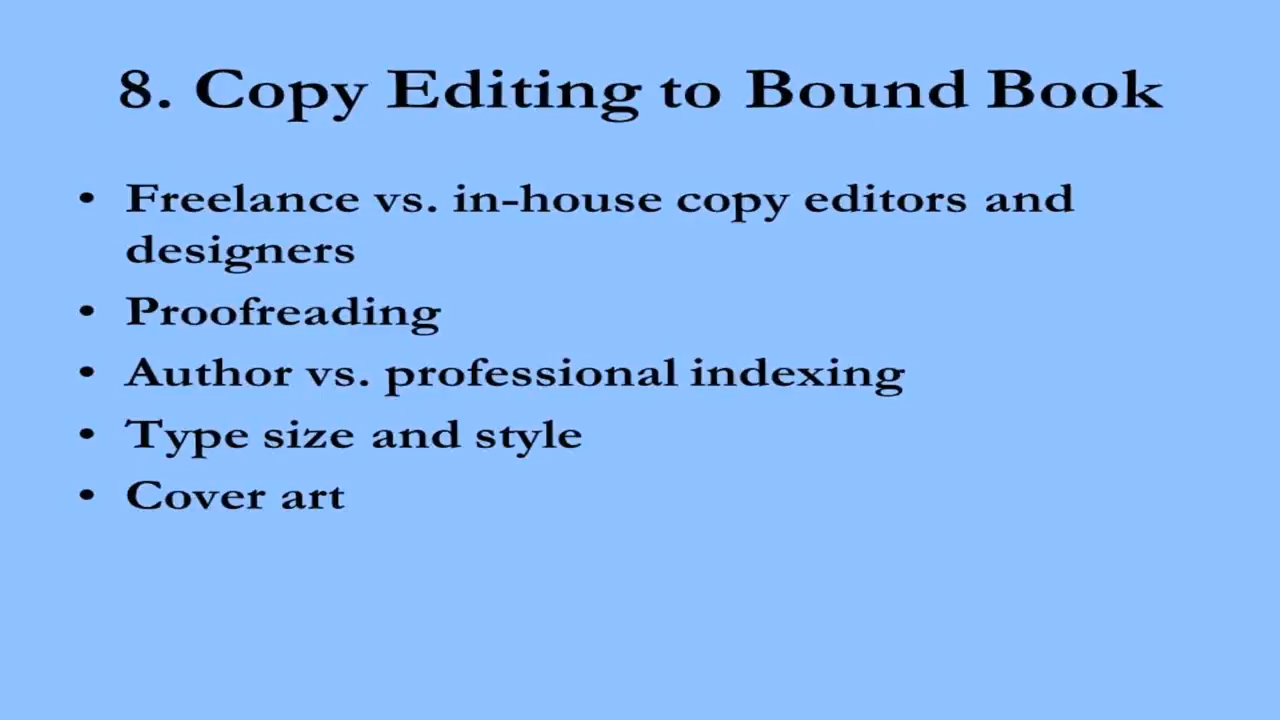 8. Copy Editing to Bound Book
• Freelance vs. in-house copy editors and
designers
• Proofreading
• Author vs. professional indexing
• Type size and style
• Cover art